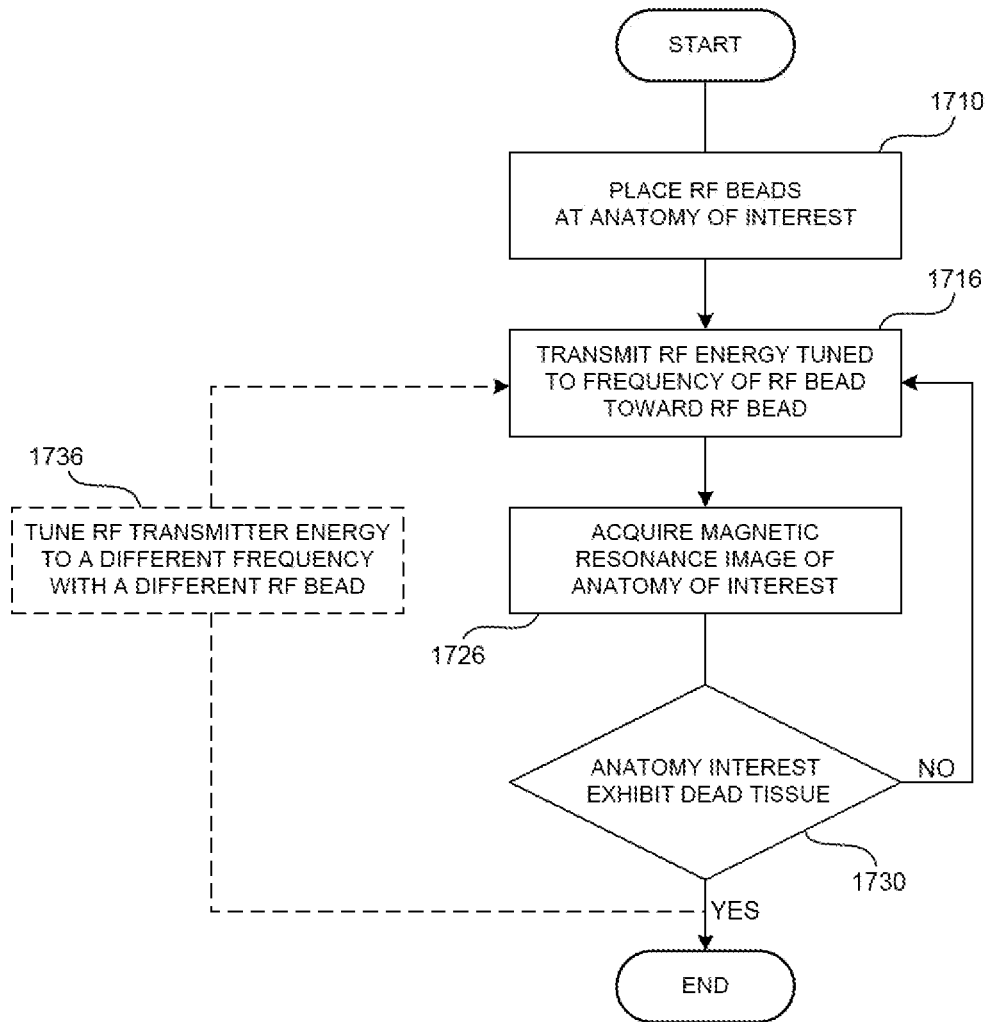 START
1710
PLACE RF BEADS
AT ANATOMY OF INTEREST
1716
TRANSMIT RF ENERGY TUNED
TO FREQUENCY OF RF BEAD
TOWARD RF BEAD
1736
TUNE RF TRANSMITTER ENERGY
TO A DIFFERENT FREQUENCY
WITH A DIFFERENT RF BEAD
ACQUIRE MAGNETIC
RESONANCE IMAGE OF
ANATOMY OF INTEREST
1726
ANATOMY INTEREST
EXHIBIT DEAD TISSUE
NO
1730
YES
END